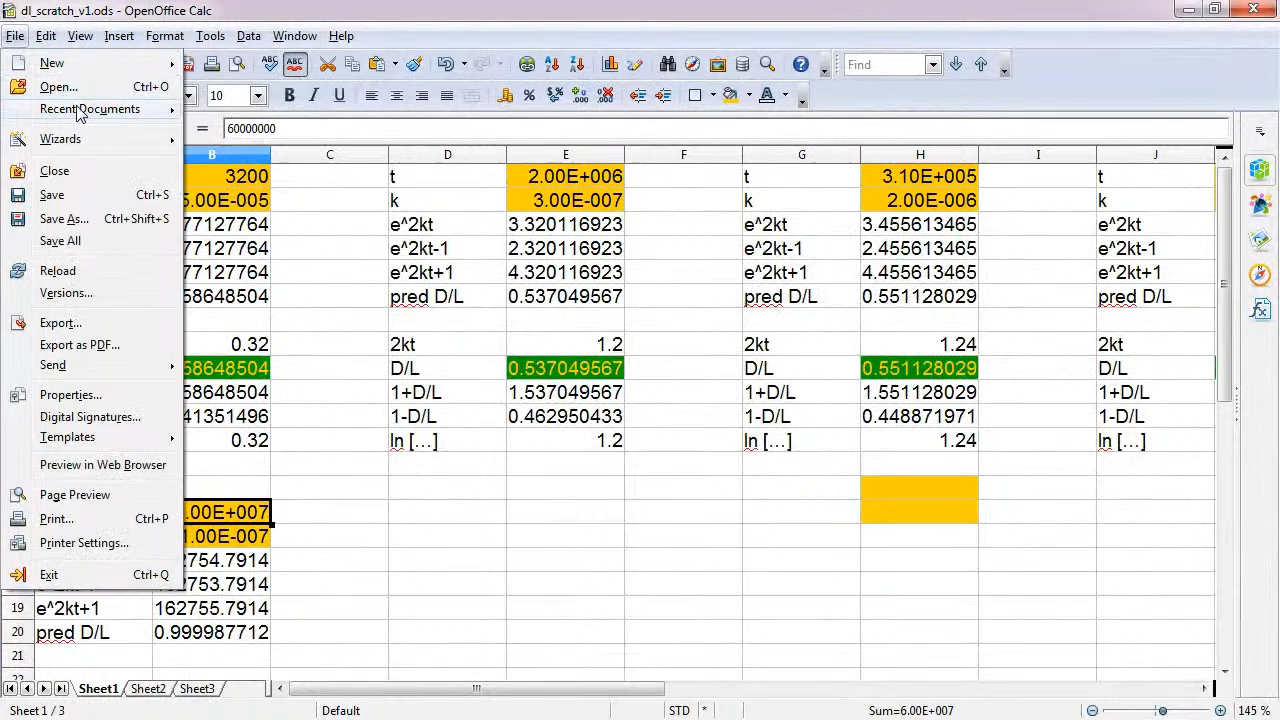 dl_scratch_v1.ods - OpenOffice Calc
File Edit View Insert Format Tools Data Window Help
Find
10 B I U
= 60000000
B C D E F G H I J
3200 t 2.00E+006 t 3.10E+005 t
5.00E-005 k 3.00E-007 k 2.00E-006 k
77127764 e^2kt 3.320116923 e^2kt 3.455613465 e^2kt
77127764 e^2kt-1 2.320116923 e^2kt-1 2.455613465 e^2kt-1
77127764 e^2kt+1 4.320116923 e^2kt+1 4.455613465 e^2kt+1
58648504 pred D/L 0.537049567 pred D/L 0.551128029 pred D/L
0.32 2kt 1.2 2kt 1.24 2kt
58648504 D/L 0.537049567 D/L 0.551128029 D/L
1+D/L 1.537049567 1+D/L 1.551128029 1+D/L
41351496 1-D/L 0.462950433 1-D/L 0.448871971 1-D/L
0.32 ln [...] 1.2 ln [...] 1.24 ln [...]
.00E+007
1.00E-007
2754.7914
2753.7914
19 e^2kt+1 162755.7914
20 pred D/L 0.999987712
21
New
Open... Ctrl+O
Recent Documents
Wizards
Close
Save Ctrl+S
Save As... Ctrl+Shift+S
Save All
Reload
Versions...
Export...
Export as PDF...
Send
Properties...
Digital Signatures...
Templates
Preview in Web Browser
Page Preview
Print... Ctrl+P
Printer Settings...
Exit Ctrl+Q
Sheet1 Sheet2 Sheet3
Sheet 1 / 3 Default STD * Sum=6.00E+007 145 %